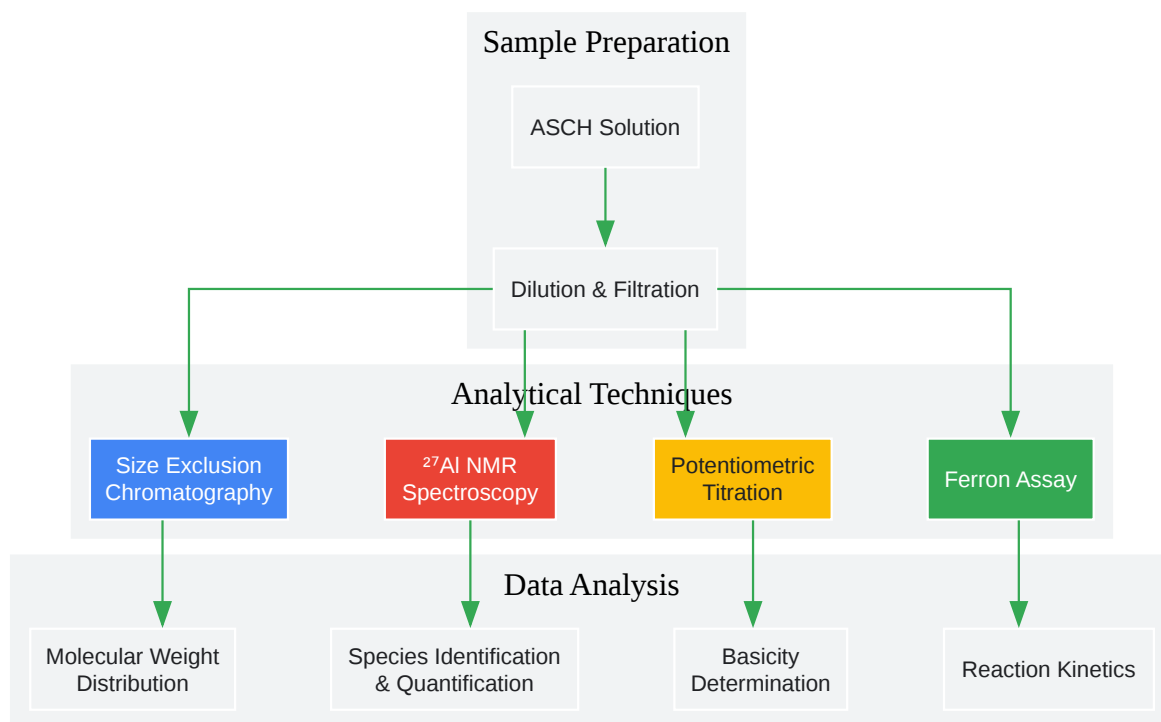 Sample Preparation
ASCH Solution
Dilution & Filtration
Analytical Techniques
Size Exclusion
Chromatography
²⁷Al NMR
Spectroscopy
Potentiometric
Titration
Ferron Assay
Data Analysis
Molecular Weight
Distribution
Species Identification
& Quantification
Basicity
Determination
Reaction Kinetics